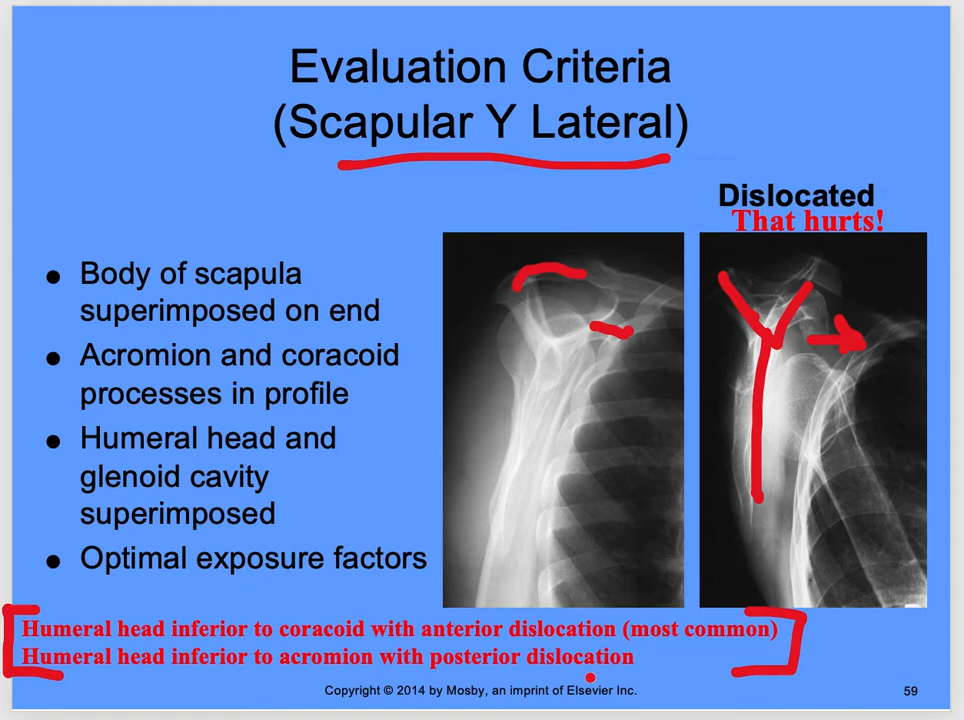 Evaluation Criteria
(Scapular Y Lateral)
Dislocated
That hurts!
● Body of scapula
superimposed on end
● Acromion and coracoid
processes in profile
● Humeral head and
glenoid cavity
superimposed
● Optimal exposure factors
Humeral head inferior to coracoid with anterior dislocation (most common)
Humeral head inferior to acromion with posterior dislocation
Copyright © 2014 by Mosby, an imprint of Elsevier Inc.
59